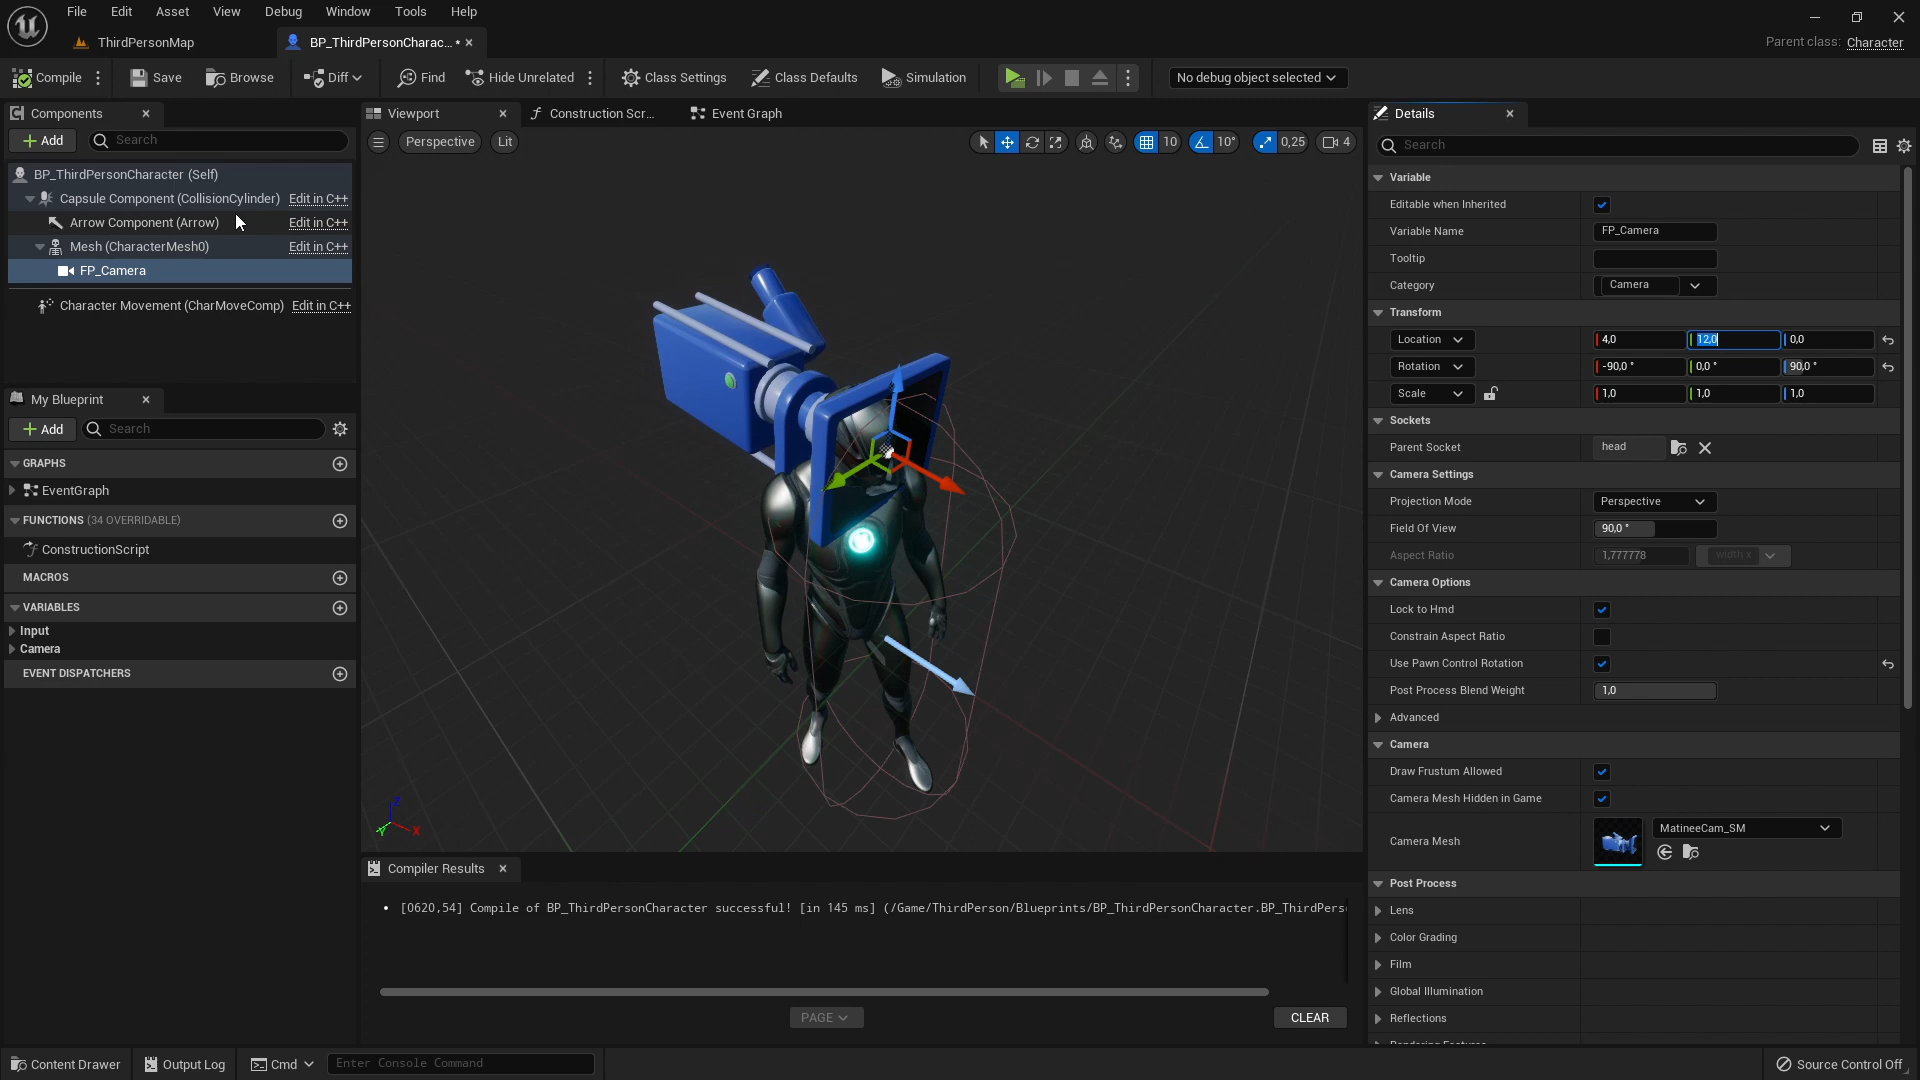 File Edit Asset View Debug Window Tools Help
ThirdPersonMap
BP_ThirdPersonCharac... *
Parent class: Character
Compile
Save
Browse
Diff
Find
Hide Unrelated
Class Settings
Class Defaults
Simulation
No debug object selected
Components
Add
Search
BP_ThirdPersonCharacter (Self)
Capsule Component (CollisionCylinder) Edit in C++
Arrow Component (Arrow) Edit in C++
Mesh (CharacterMesh0) Edit in C++
FP_Camera
Character Movement (CharMoveComp) Edit in C++
My Blueprint
Add
Search
GRAPHS
EventGraph
FUNCTIONS (34 OVERRIDABLE)
ConstructionScript
MACROS
VARIABLES
Input
Camera
EVENT DISPATCHERS
Viewport
Construction Scr...
Event Graph
Perspective
Lit
10
10°
0,25
4
Z
Y
X
Compiler Results
[0620,54] Compile of BP_ThirdPersonCharacter successful! [in 145 ms] (/Game/ThirdPerson/Blueprints/BP_ThirdPersonCharacter.BP_ThirdPers
PAGE
CLEAR
Details
Search
Variable
Editable when Inherited
Variable Name FP_Camera
Tooltip
Category Camera
Transform
Location 4,0 12,0 0,0
Rotation -90,0 ° 0,0 ° 90,0 °
Scale 1,0 1,0 1,0
Sockets
Parent Socket head
Camera Settings
Projection Mode Perspective
Field Of View 90,0 °
Aspect Ratio 1,777778 width x
Camera Options
Lock to Hmd
Constrain Aspect Ratio
Use Pawn Control Rotation
Post Process Blend Weight 1,0
Advanced
Camera
Draw Frustum Allowed
Camera Mesh Hidden in Game
Camera Mesh MatineeCam_SM
Post Process
Lens
Color Grading
Film
Global Illumination
Reflections
Content Drawer
Output Log
Cmd
Enter Console Command
Source Control Off